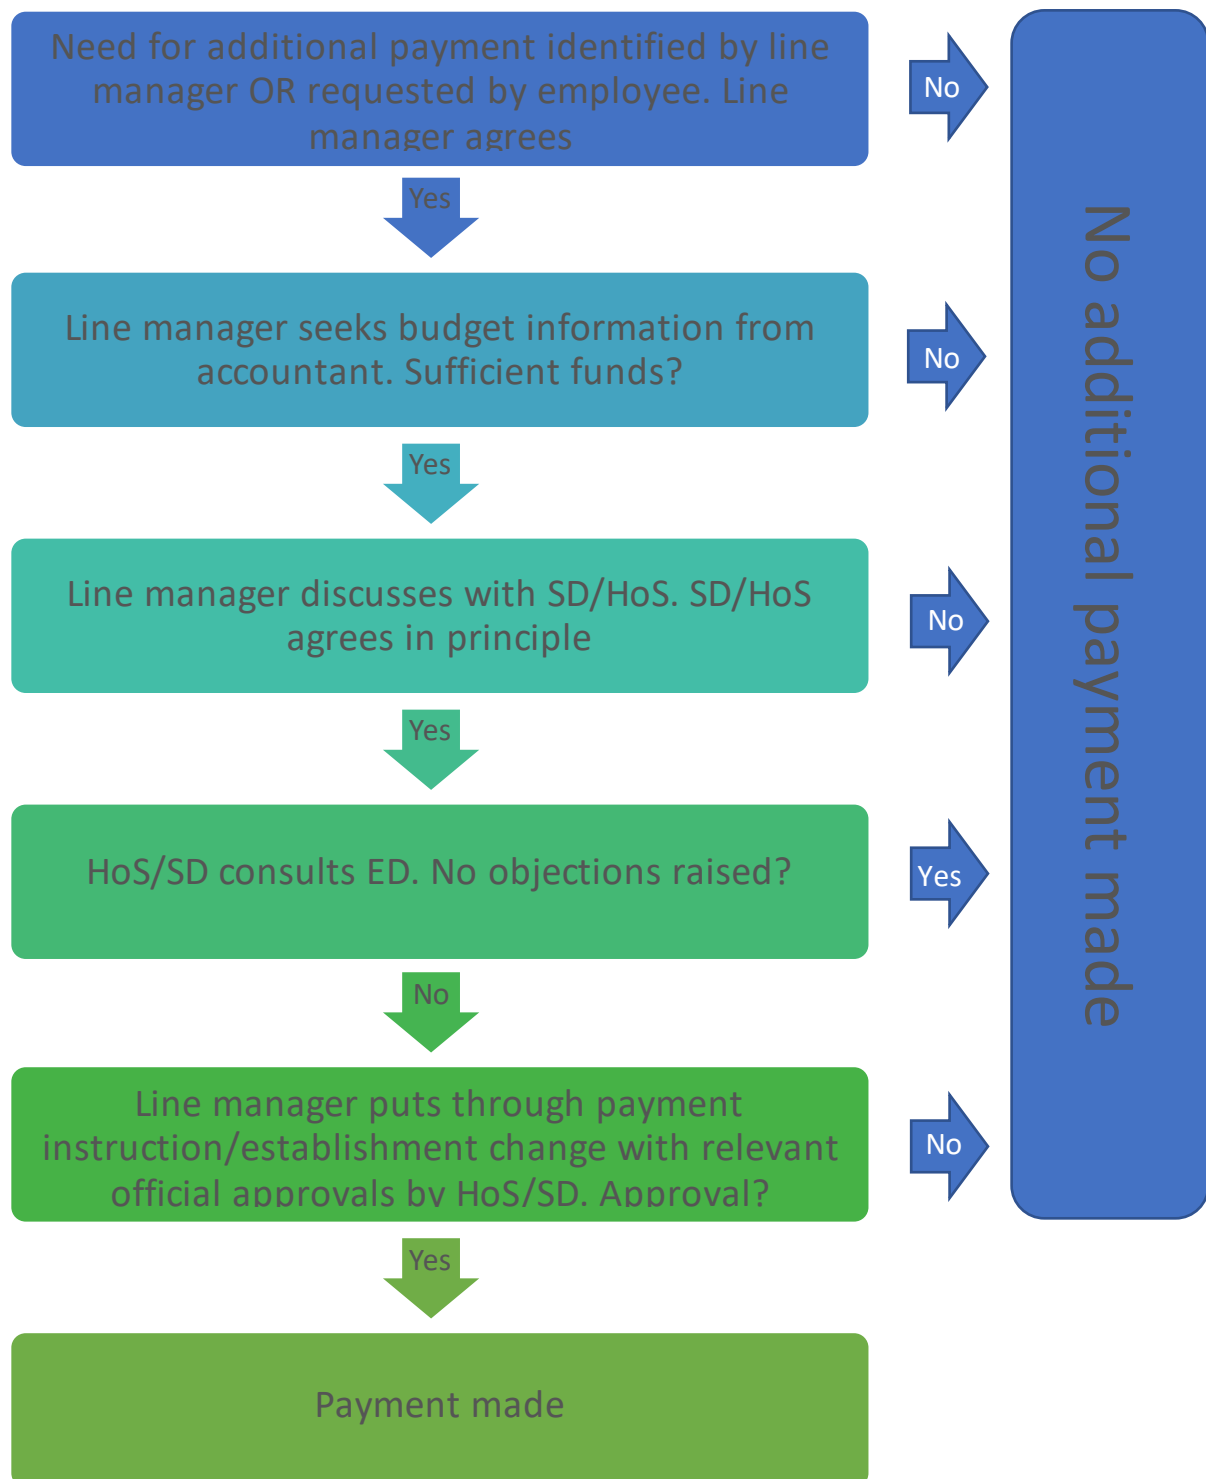 Need for additional payment identified by line
manager OR requested by employee. Line
manager agrees
No
Yes
Line manager seeks budget information from
accountant. Sufficient funds?
No
Yes
Line manager discusses with SD/HoS. SD/HoS
agrees in principle
No
Yes
HoS/SD consults ED. No objections raised?
Yes
No
Line manager puts through payment
instruction/establishment change with relevant
official approvals by HoS/SD. Approval?
No
Yes
Payment made
No additional payment made